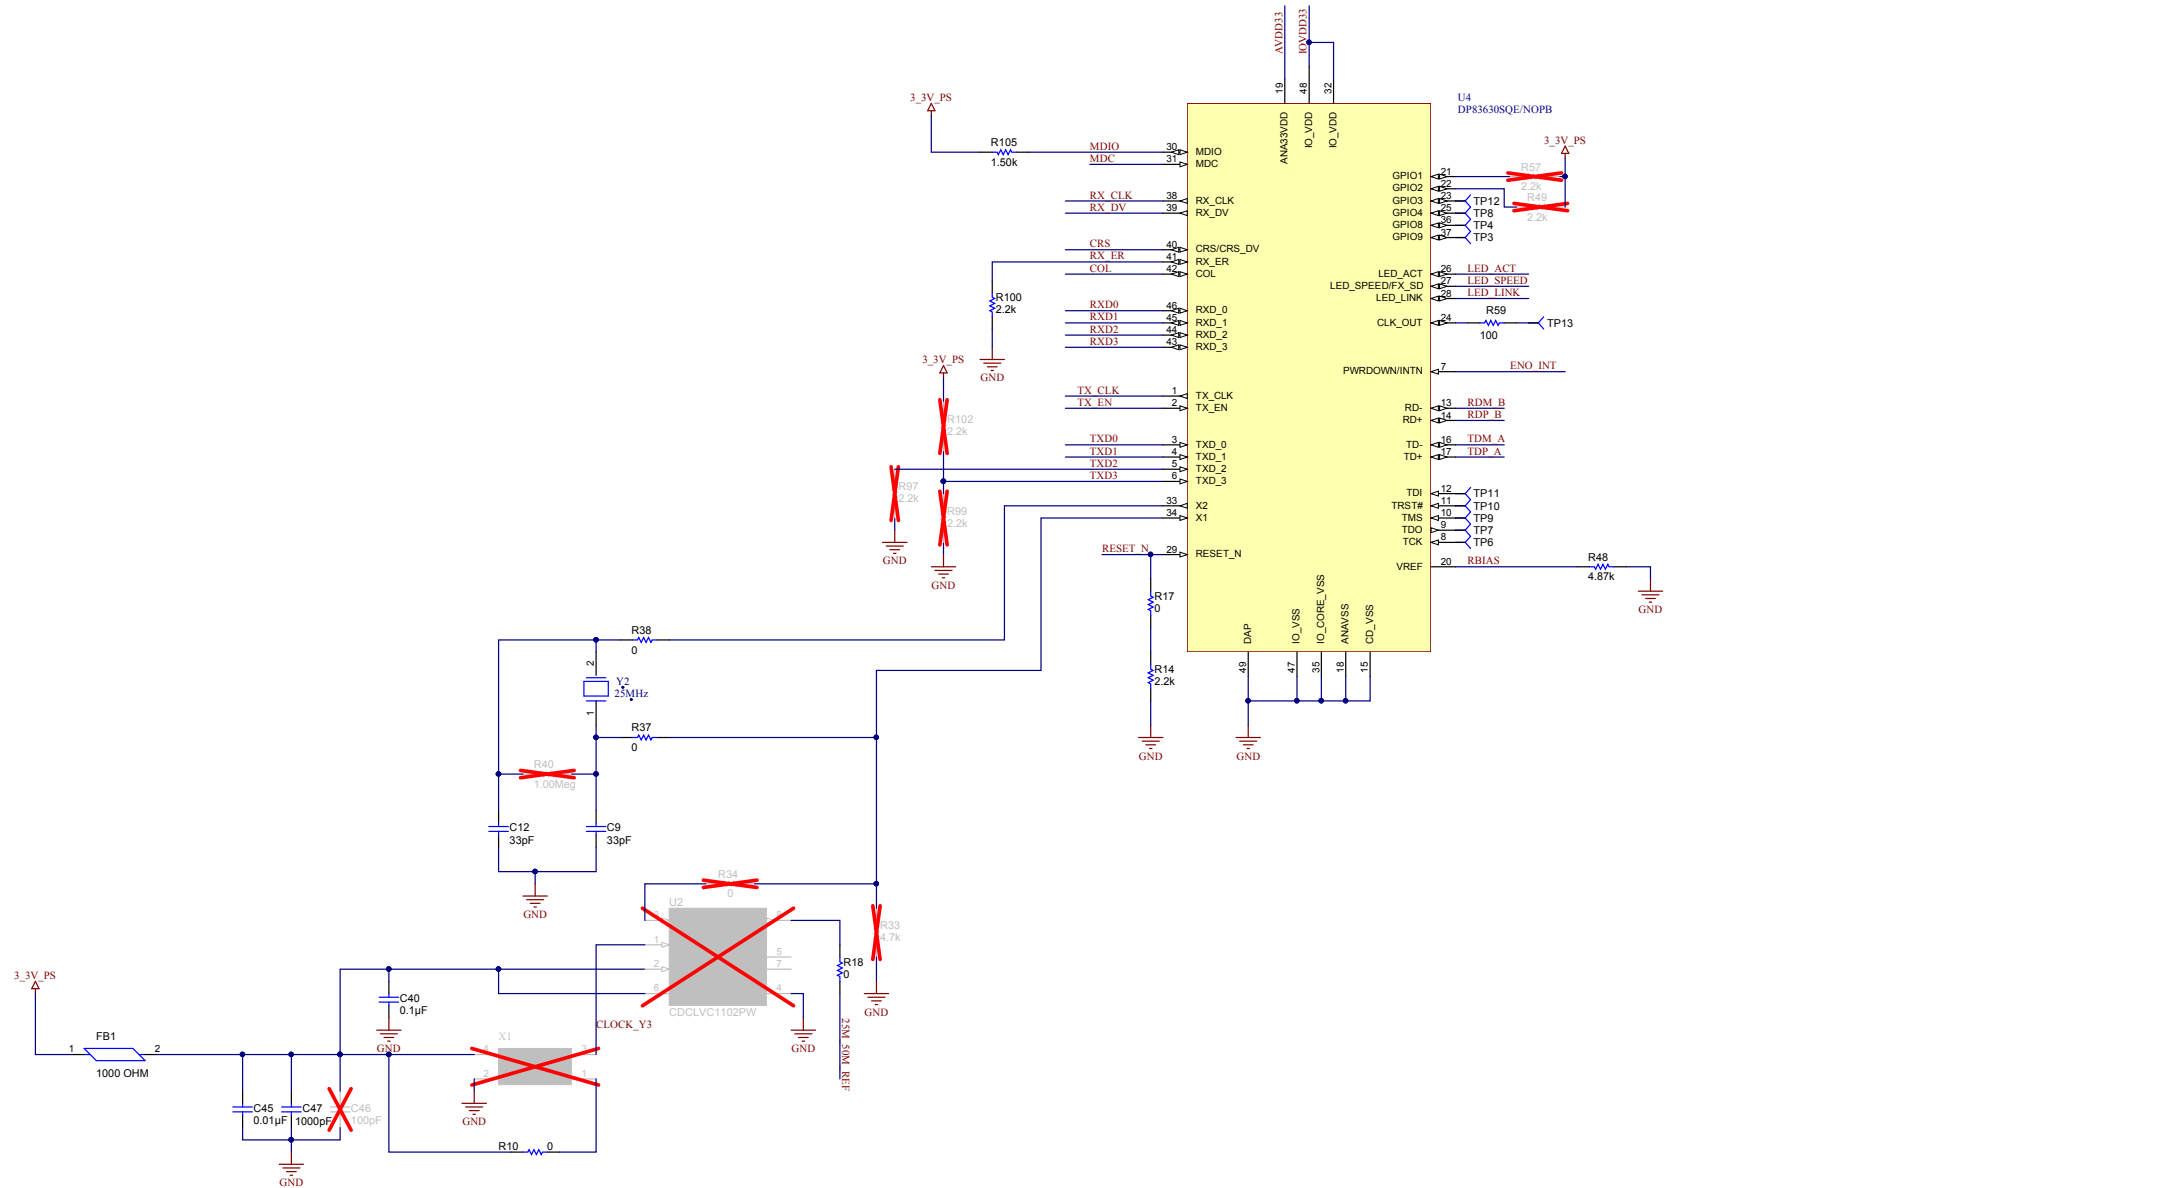 AVDD33
IOVDD33
19
48
32
U4
DP83630SQE/NOPB
ANA33VDD
IO_VDD
IO_VDD
3_3V_PS
R105
1.50k
MDIO
30
MDIO
MDC
31
MDC
RX_CLK
38
RX_CLK
RX_DV
39
RX_DV
CRS
40
CRS/CRS_DV
RX_ER
41
RX_ER
COL
42
COL
R100
2.2k
GND
RXD0
46
RXD_0
RXD1
45
RXD_1
RXD2
44
RXD_2
RXD3
43
RXD_3
3_3V_PS
R102
2.2k
TX_CLK
1
TX_CLK
TX_EN
2
TX_EN
TXD0
3
TXD_0
TXD1
4
TXD_1
TXD2
5
TXD_2
TXD3
6
TXD_3
R97
2.2k
GND
R99
2.2k
GND
33
X2
34
X1
RESET_N
29
RESET_N
R17
0
R14
2.2k
GND
3_3V_PS
GPIO1
21
R57
2.2k
GPIO2
22
R49
2.2k
GPIO3
23
TP12
GPIO4
25
TP8
GPIO8
36
TP4
GPIO9
37
TP3
LED_ACT
26
LED_ACT
LED_SPEED/FX_SD
27
LED_SPEED
LED_LINK
28
LED_LINK
CLK_OUT
24
R59
100
TP13
PWRDOWN/INTN
7
ENO_INT
RD-
13
RDM_B
RD+
14
RDP_B
TD-
16
TDM_A
TD+
17
TDP_A
TDI
12
TP11
TRST#
11
TP10
TMS
10
TP9
TDO
9
TP7
TCK
8
TP6
VREF
20
RBIAS
R48
4.87k
GND
DAP
IO_VSS
IO_CORE_VSS
ANAVSS
CD_VSS
49
47
35
18
15
GND
R38
0
2
Y2
25MHz
1
R37
0
R40
1.00Meg
C12
33pF
C9
33pF
GND
R34
0
U2
1
2
6
5
7
4
CDCLVC1102PW
R33
4.7k
GND
R18
0
25M_50M_REF
GND
3_3V_PS
FB1
1
2
1000 OHM
C40
0.1µF
GND
CLOCK_Y3
X1
4
3
2
1
GND
C45
0.01µF
C47
1000pF
C46
100pF
GND
R10
0